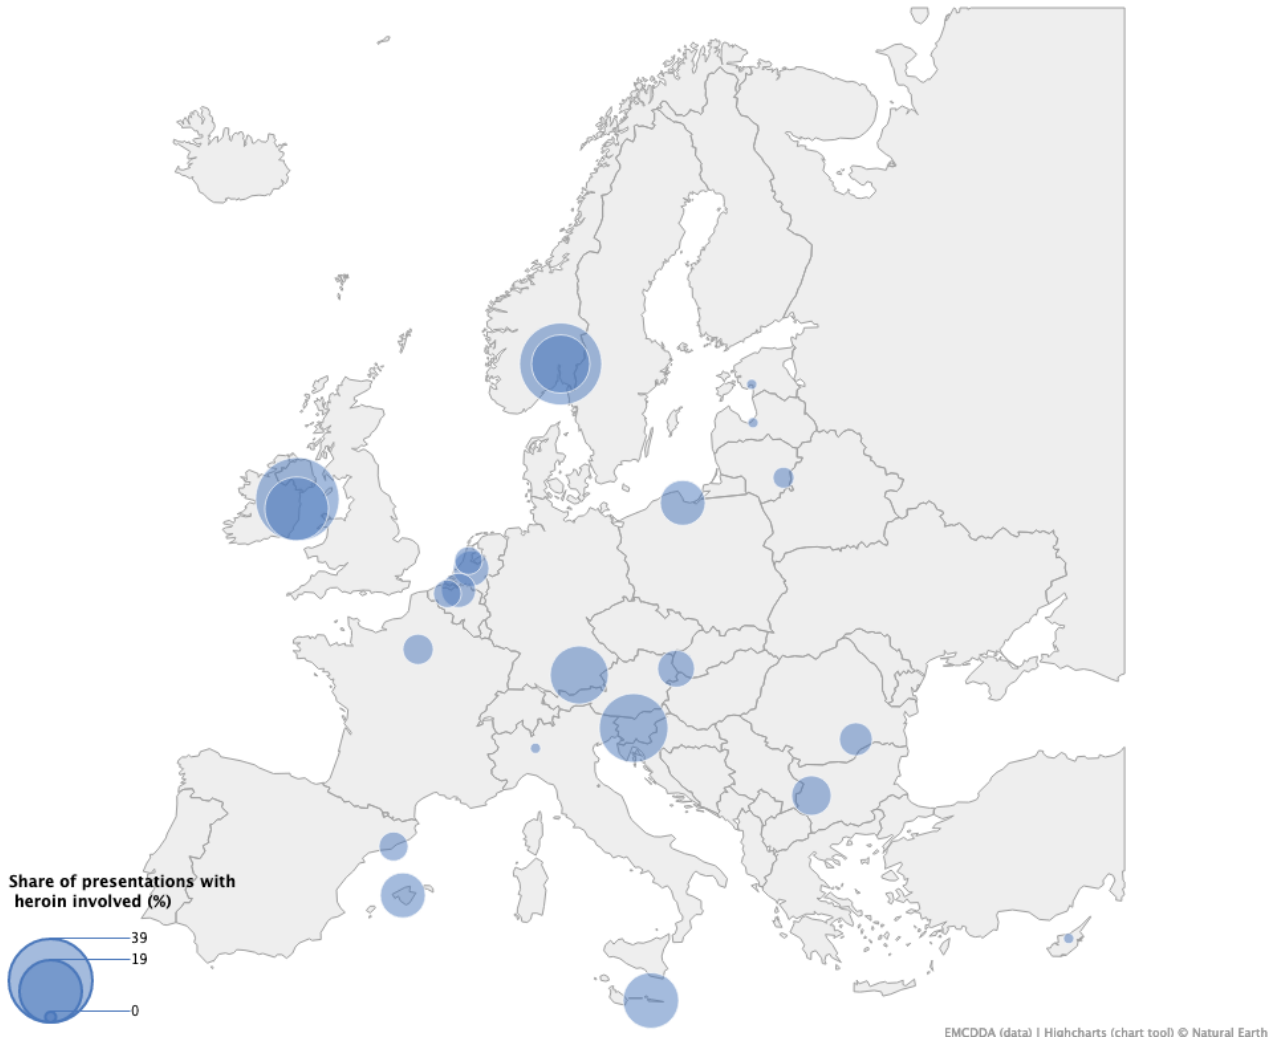 Share of presentations with
heroin involved (%)
39
19
0
EMCDDA (data) | Highcharts (chart tool) © Natural Earth